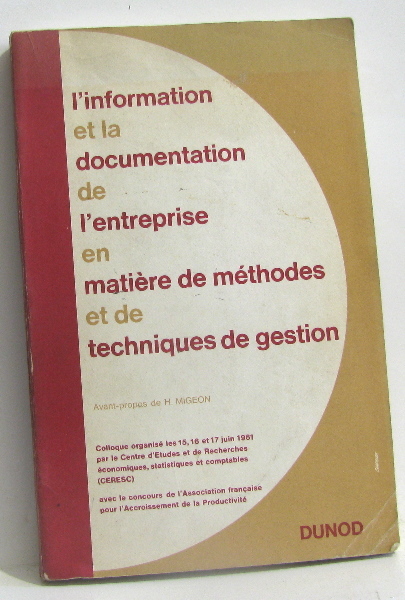 l'information
et la
documentation
de
l'entreprise
en
matière de méthodes
et de
techniques de gestion
Avant-propos de H. MIGEON
Colloque organisé les 15, 16 et 17 juin 1961
par le Centre d'Etudes et de Recherches
économiques, statistiques et comptables
(CERESC)
avec le concours de l'Association française
pour l'Accroissement de la Productivité
DUNOD